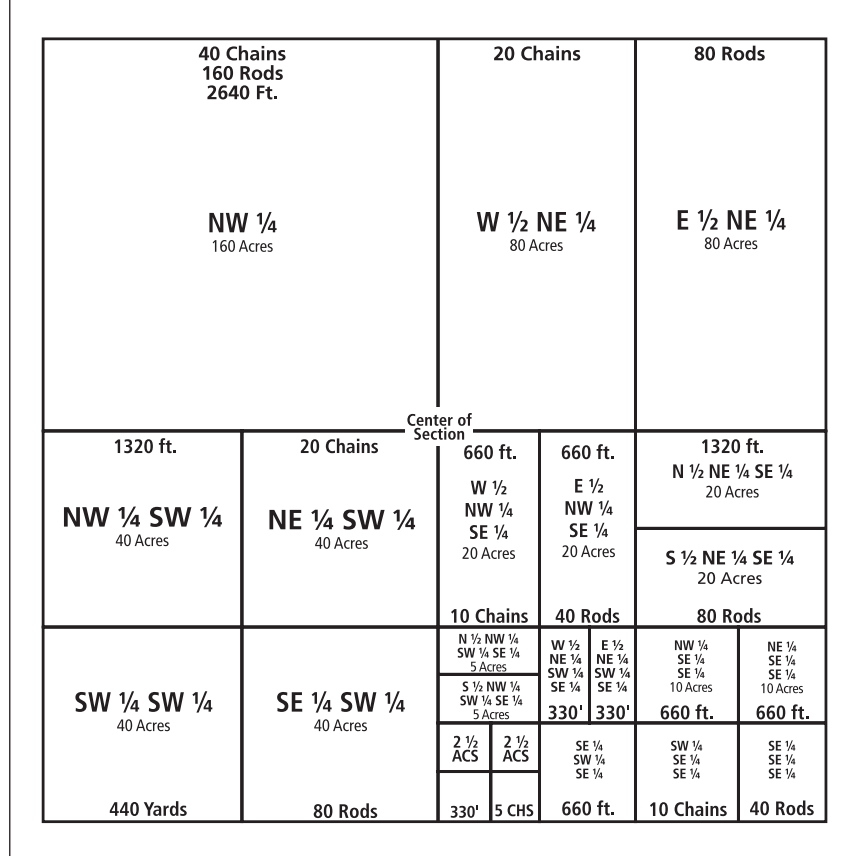 40 Chains
160 Rods
2640 Ft.
20 Chains
80 Rods
NW ¼
160 Acres
W ½ NE ¼
80 Acres
E ½ NE ¼
80 Acres
Center of
Section
1320 ft.
NW ¼ SW ¼
40 Acres
20 Chains
NE ¼ SW ¼
40 Acres
660 ft.
W ½
NW ¼
SE ¼
20 Acres
10 Chains
660 ft.
E ½
NW ¼
SE ¼
20 Acres
40 Rods
1320 ft.
N ½ NE ¼ SE ¼
20 Acres
S ½ NE ¼ SE ¼
20 Acres
80 Rods
SW ¼ SW ¼
40 Acres
440 Yards
SE ¼ SW ¼
40 Acres
80 Rods
N ½ NW ¼
SW ¼ SE ¼
5 Acres
S ½ NW ¼
SW ¼ SE ¼
5 Acres
W ½
NE ¼
SW ¼
SE ¼
330'
E ½
NE ¼
SW ¼
SE ¼
330'
NW ¼
SE ¼
SE ¼
10 Acres
660 ft.
NE ¼
SE ¼
SE ¼
10 Acres
660 ft.
2 ½
ACS
2 ½
ACS
330'
5 CHS
SE ¼
SW ¼
SE ¼
660 ft.
SW ¼
SE ¼
SE ¼
10 Chains
SE ¼
SE ¼
SE ¼
40 Rods